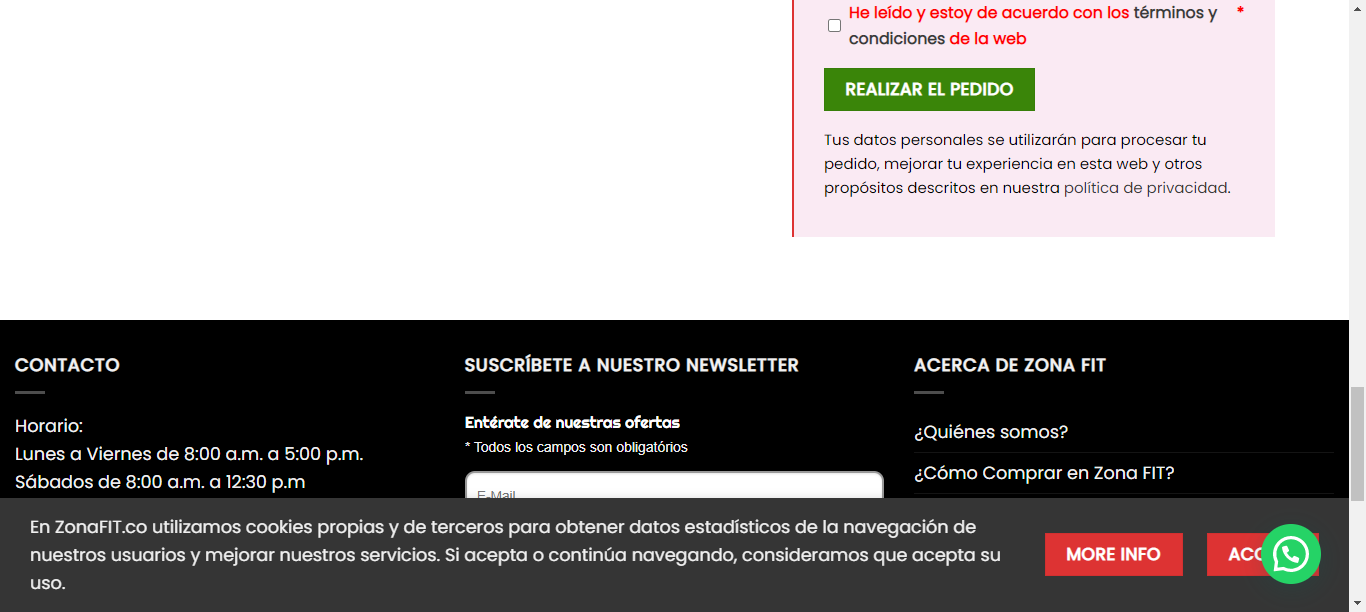 He leído y estoy de acuerdo con los términos y *
condiciones de la web
REALIZAR EL PEDIDO
Tus datos personales se utilizarán para procesar tu
pedido, mejorar tu experiencia en esta web y otros
propósitos descritos en nuestra política de privacidad.
CONTACTO
Horario:
Lunes a Viernes de 8:00 a.m. a 5:00 p.m.
Sábados de 8:00 a.m. a 12:30 p.m
SUSCRÍBETE A NUESTRO NEWSLETTER
Entérate de nuestras ofertas
* Todos los campos son obligatórios
E-Mail
ACERCA DE ZONA FIT
¿Quiénes somos?
¿Cómo Comprar en Zona FIT?
En ZonaFIT.co utilizamos cookies propias y de terceros para obtener datos estadísticos de la navegación de
nuestros usuarios y mejorar nuestros servicios. Si acepta o continúa navegando, consideramos que acepta su
uso.
MORE INFO